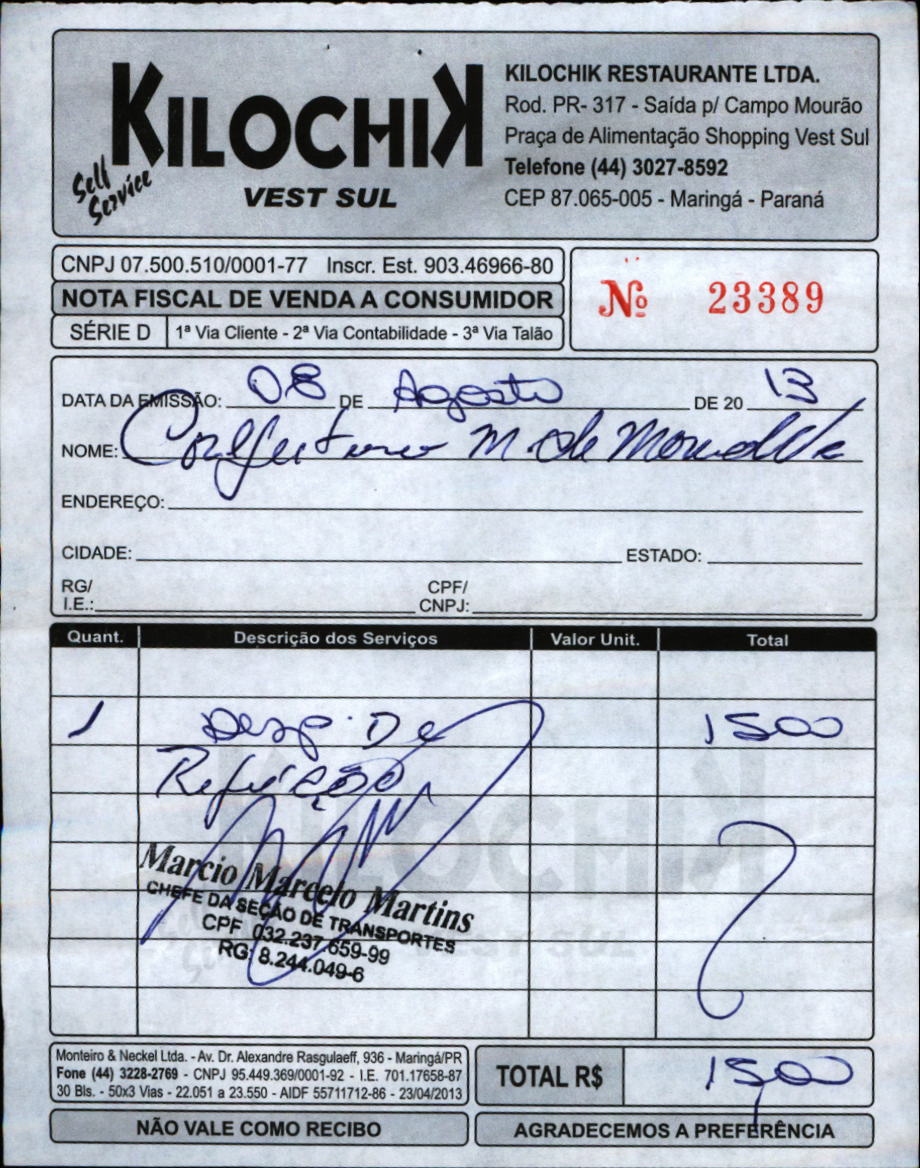 KILOCHIK
Self Service
VEST SUL
KILOCHIK RESTAURANTE LTDA.
Rod. PR- 317 - Saída p/ Campo Mourão
Praça de Alimentação Shopping Vest Sul
Telefone (44) 3027-8592
CEP 87.065-005 - Maringá - Paraná
CNPJ 07.500.510/0001-77 Inscr. Est. 903.46966-80
NOTA FISCAL DE VENDA A CONSUMIDOR
SÉRIE D 1ª Via Cliente - 2ª Via Contabilidade - 3ª Via Talão
Nº 23389
DATA DA EMISSÃO: 08 DE Agosto DE 20 13
NOME:
ENDEREÇO:
CIDADE: ESTADO:
RG/ I.E.: CPF/ CNPJ:
Quant. Descrição dos Serviços Valor Unit. Total
1 Desp. De 1500
Refeição
Marcio Marcelo Martins
CHEFE DA SEÇÃO DE TRANSPORTES
CPF 032.237.659-99
RG: 8.244.049-6
KILOCHIK
Self Service
VEST SUL
Monteiro & Neckel Ltda. - Av. Dr. Alexandre Rasgulaeff, 936 - Maringá/PR
Fone (44) 3228-2769 - CNPJ 95.449.369/0001-92 - I.E. 701.17658-87
30 Bls. - 50x3 Vias - 22.051 a 23.550 - AIDF 55711712-86 - 23/04/2013
TOTAL R$ 15,00
NÃO VALE COMO RECIBO
AGRADECEMOS A PREFERÊNCIA